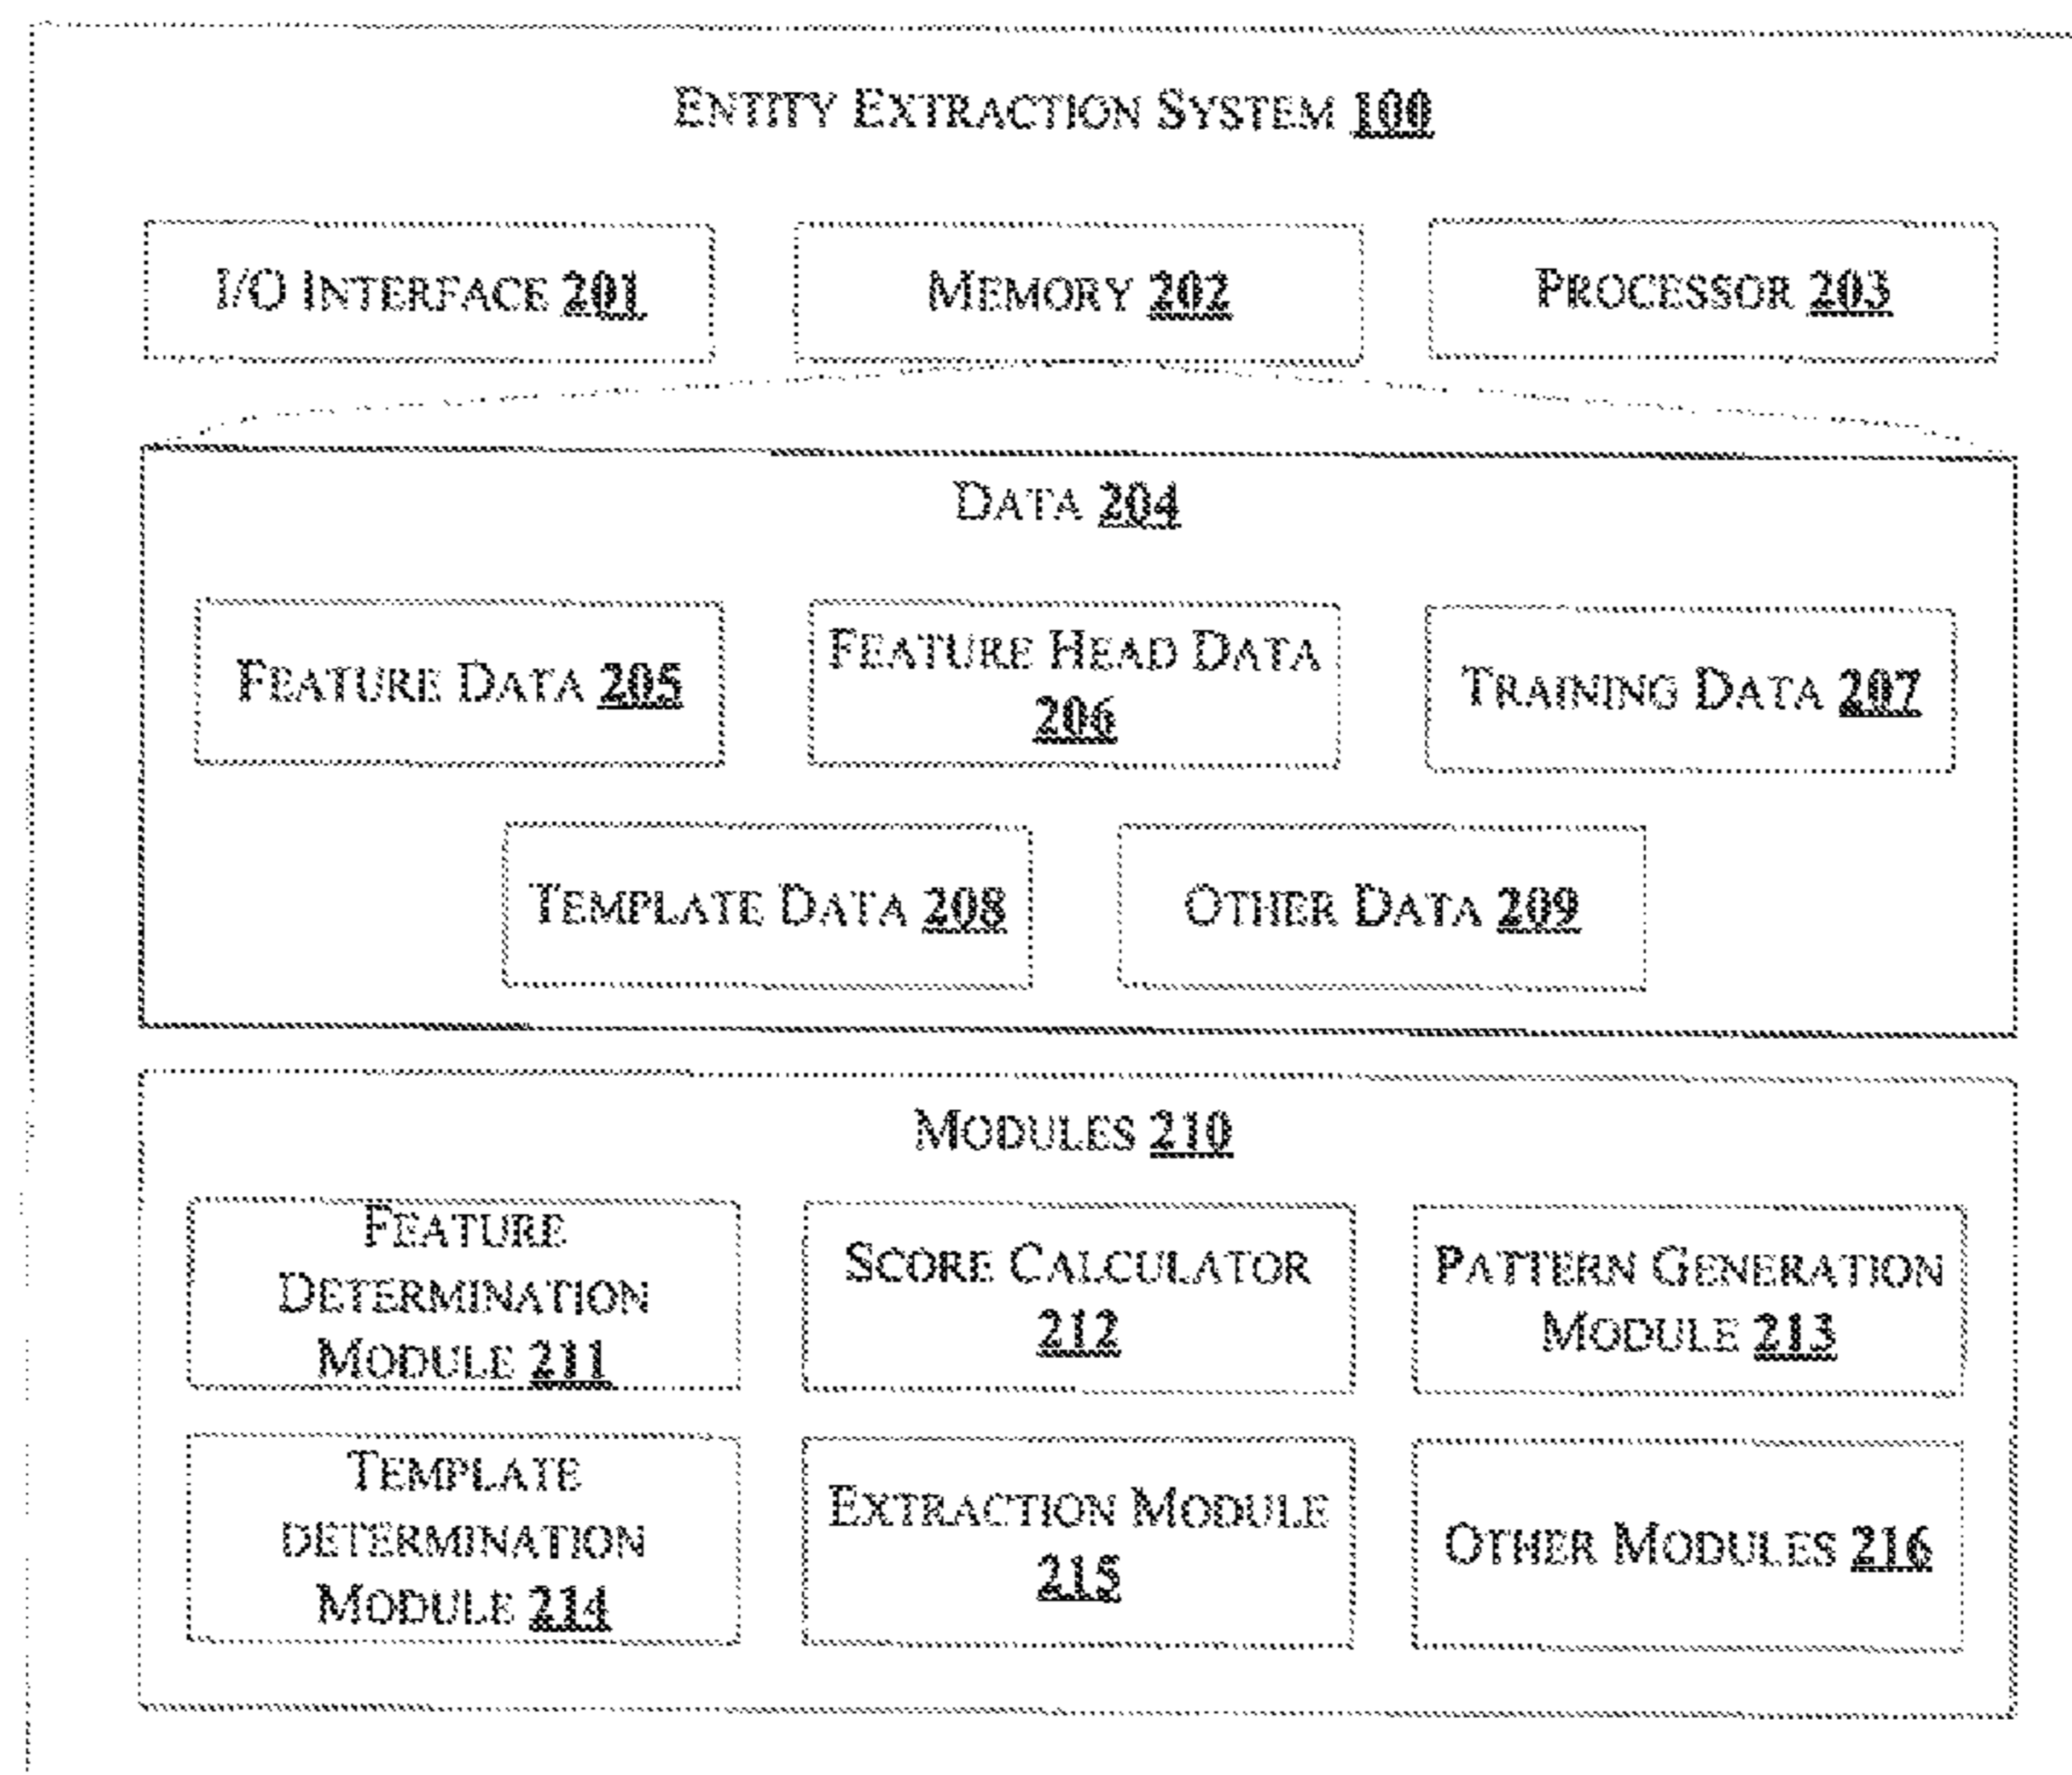 ENTITY EXTRACTION SYSTEM 100
I/O INTERFACE 201
MEMORY 202
PROCESSOR 203
DATA 204
FEATURE DATA 205
FEATURE HEAD DATA
206
TRAINING DATA 207
TEMPLATE DATA 208
OTHER DATA 209
MODULES 210
FEATURE
DETERMINATION
MODULE 211
SCORE CALCULATOR
212
PATTERN GENERATION
MODULE 213
TEMPLATE
DETERMINATION
MODULE 214
EXTRACTION MODULE
215
OTHER MODULES 216